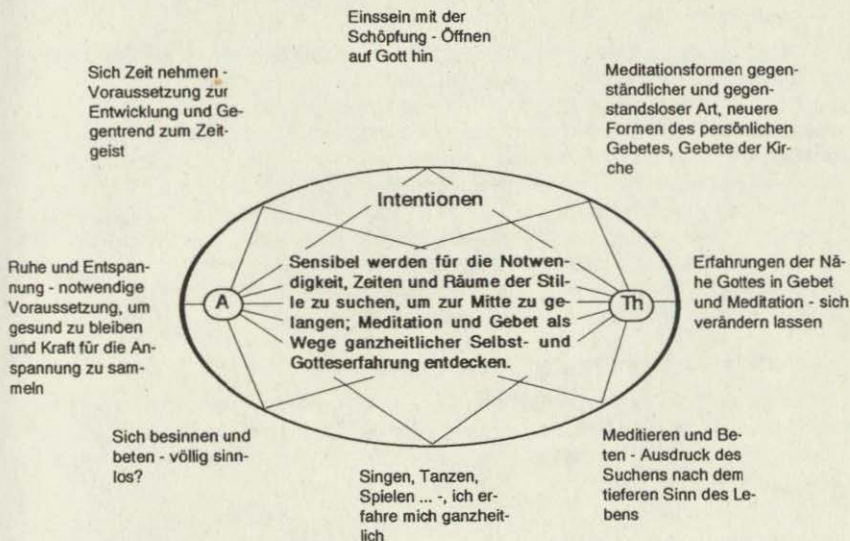 Einssein mit der
Schöpfung - Öffnen
auf Gott hin
Sich Zeit nehmen -
Voraussetzung zur
Entwicklung und Ge-
gentrend zum Zeit-
geist
Meditationsformen gegen-
ständlicher und gegen-
standsloser Art, neuere
Formen des persönlichen
Gebetes, Gebete der Kir-
che
Intentionen
Ruhe und Entspan-
nung - notwendige
Voraussetzung, um
gesund zu bleiben
und Kraft für die An-
spannung zu sam-
meln
A
Sensibel werden für die Notwen-
digkeit, Zeiten und Räume der Stil-
le zu suchen, um zur Mitte zu ge-
langen; Meditation und Gebet als
Wege ganzheitlicher Selbst- und
Gotteserfahrung entdecken.
Th
Erfahrungen der Nä-
he Gottes in Gebet
und Meditation - sich
verändern lassen
Sich besinnen und
beten - völlig sinn-
los?
Singen, Tanzen,
Spielen ... -, ich er-
fahre mich ganzheit-
lich
Meditieren und Be-
ten - Ausdruck des
Suchens nach dem
tieferen Sinn des Le-
bens